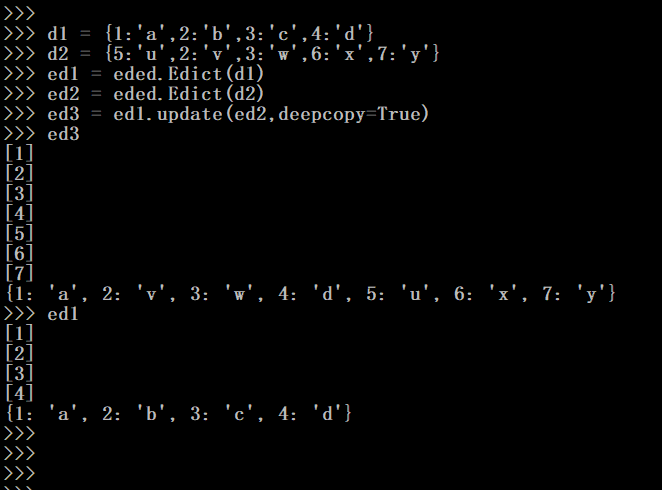 >>>
>>> d1 = {1:'a',2:'b',3:'c',4:'d'}
>>> d2 = {5:'u',2:'v',3:'w',6:'x',7:'y'}
>>> ed1 = eded.Edict(d1)
>>> ed2 = eded.Edict(d2)
>>> ed3 = ed1.update(ed2,deepcopy=True)
>>> ed3
[1]
[2]
[3]
[4]
[5]
[6]
[7]
{1: 'a', 2: 'v', 3: 'w', 4: 'd', 5: 'u', 6: 'x', 7: 'y'}
>>> ed1
[1]
[2]
[3]
[4]
{1: 'a', 2: 'b', 3: 'c', 4: 'd'}
>>>
>>>
>>>
>>>